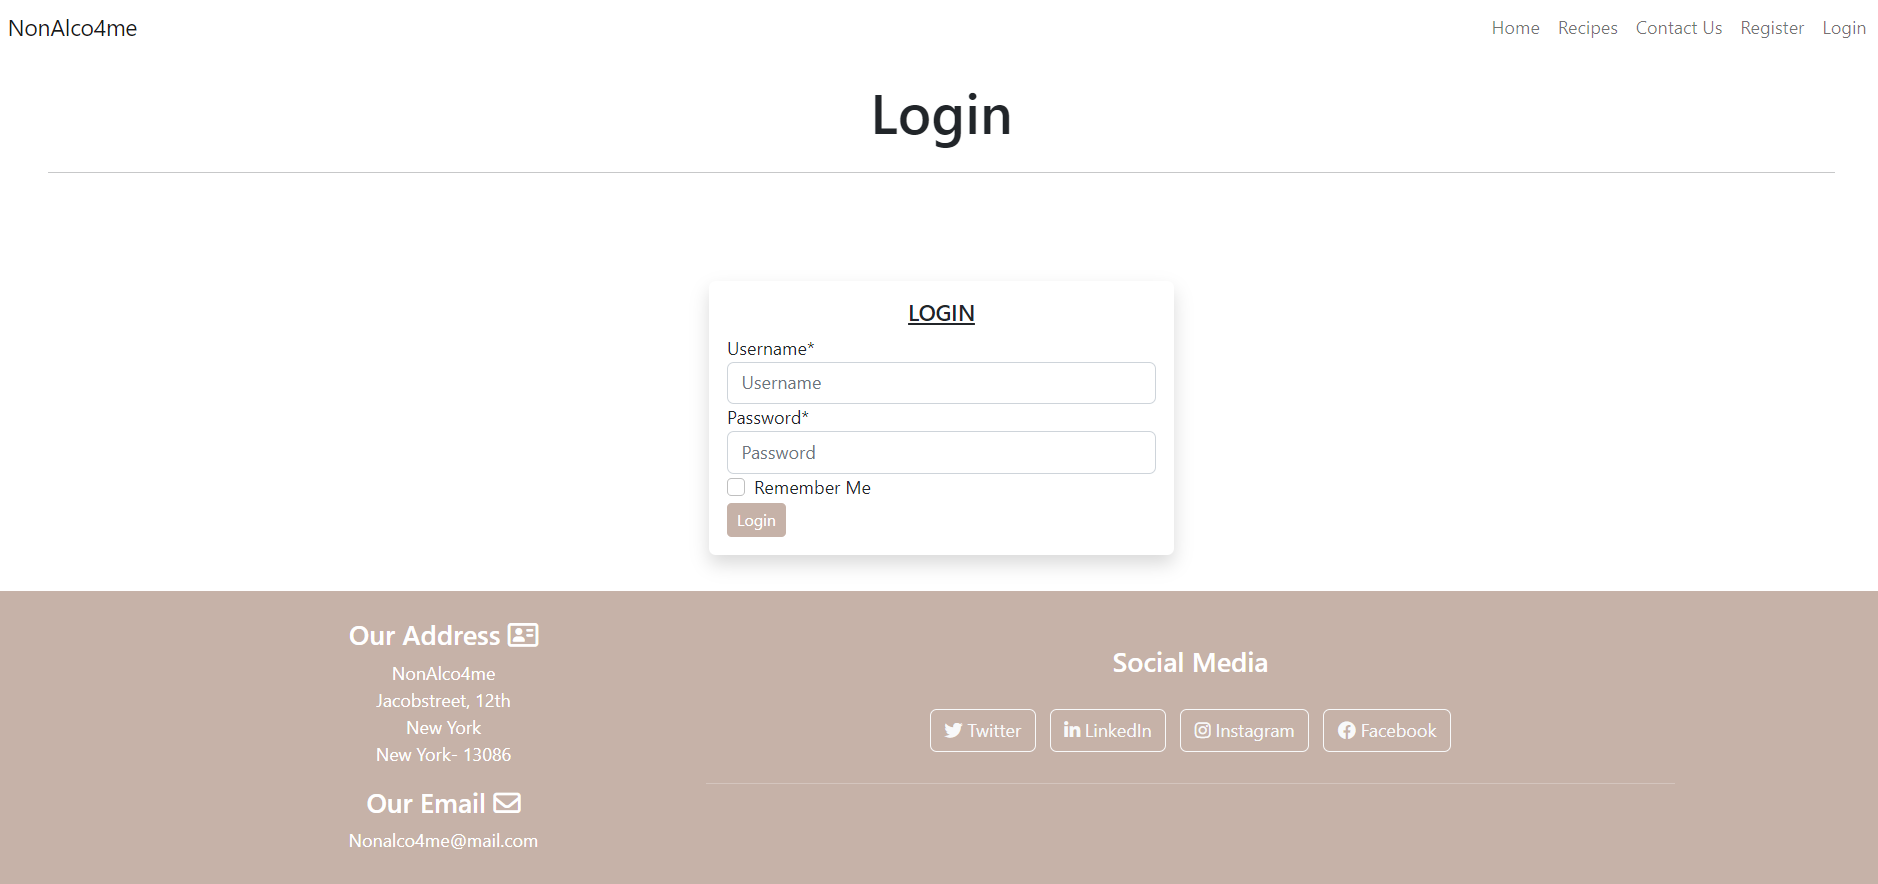 NonAlco4me
Home Recipes Contact Us Register Login
Login
LOGIN
Username*
Username
Password*
Password
Remember Me
Login
Our Address
NonAlco4me
Jacobstreet, 12th
New York
New York- 13086
Our Email
Nonalco4me@mail.com
Social Media
Twitter LinkedIn Instagram Facebook